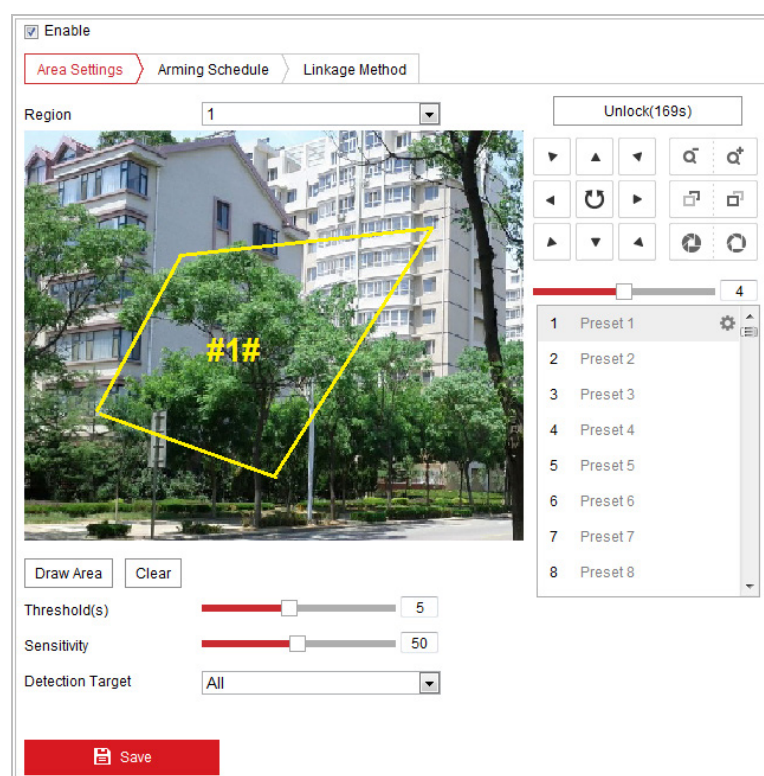 Enable
Area Settings Arming Schedule Linkage Method
Region 1 Unlock(169s)
#1#
4
1 Preset 1
2 Preset 2
3 Preset 3
4 Preset 4
5 Preset 5
6 Preset 6
7 Preset 7
8 Preset 8
Draw Area Clear
Threshold(s) 5
Sensitivity 50
Detection Target All
Save